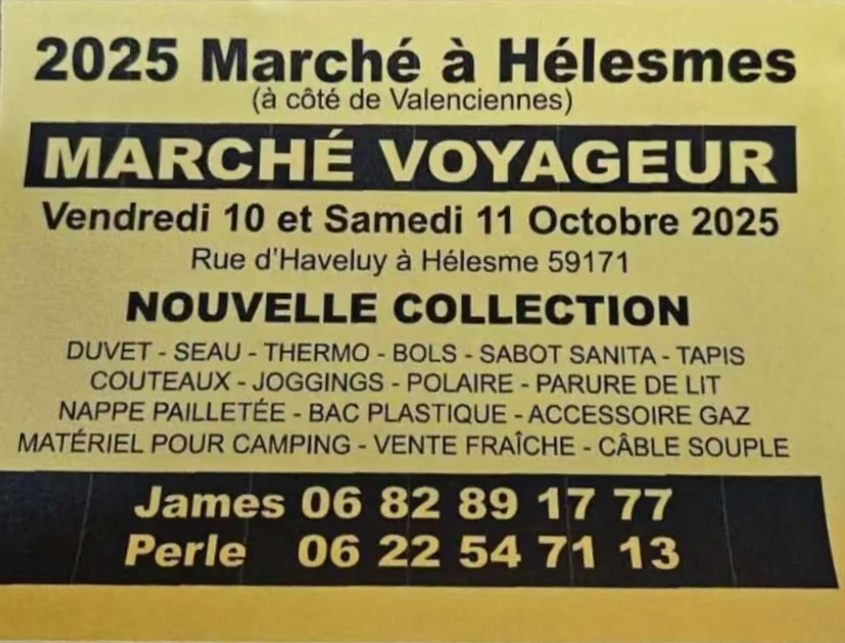 2025 Marché à Hélesmes
(à côté de Valenciennes)
MARCHÉ VOYAGEUR
Vendredi 10 et Samedi 11 Octobre 2025
Rue d'Haveluy à Hélesme 59171
NOUVELLE COLLECTION
DUVET - SEAU - THERMO - BOLS - SABOT SANITA - TAPIS
COUTEAUX - JOGGINGS - POLAIRE - PARURE DE LIT
NAPPE PAILLETÉE - BAC PLASTIQUE - ACCESSOIRE GAZ
MATÉRIEL POUR CAMPING - VENTE FRAÎCHE - CÂBLE SOUPLE
James 06 82 89 17 77
Perle 06 22 54 71 13